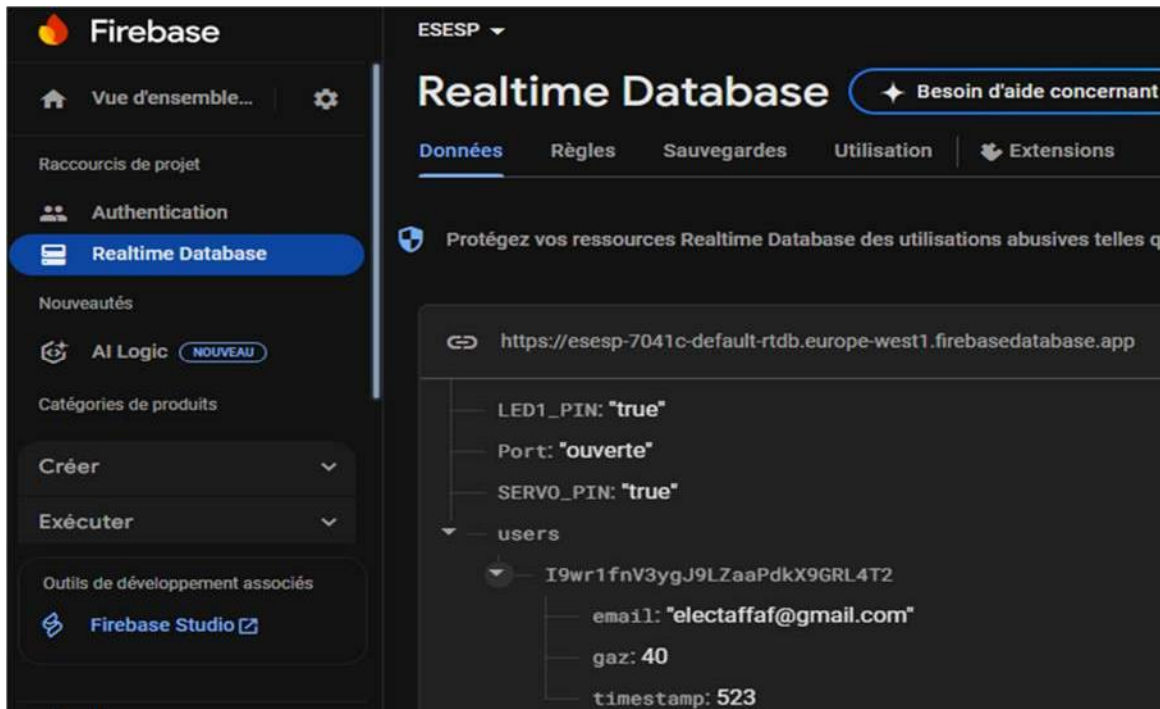 Firebase
Vue d'ensemble...
Raccourcis de projet
Authentication
Realtime Database
Nouveautés
AI Logic NOUVEAU
Catégories de produits
Créer
Exécuter
Outils de développement associés
Firebase Studio
ESESP
Realtime Database
Besoin d'aide concernant
Données Règles Sauvegardes Utilisation Extensions
Protégez vos ressources Realtime Database des utilisations abusives telles q
https://esesp-7041c-default-rtdb.europe-west1.firebasedatabase.app
LED1_PIN: "true"
Port: "ouverte"
SERVO_PIN: "true"
users
I9wr1fnV3ygJ9LZaaPdkX9GRL4T2
email: "electaffaf@gmail.com"
gaz: 40
timestamp: 523